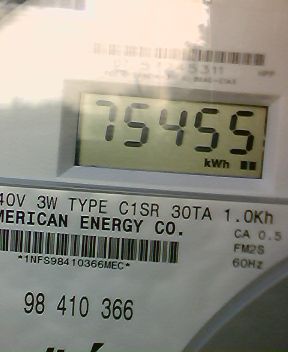 75455
kWh
40V 3W TYPE C1SR 30TA 1.0Kh
MERICAN ENERGY CO.
CA 0.5
FM2S
60Hz
*1NFS98410366MEC*
98 410 366